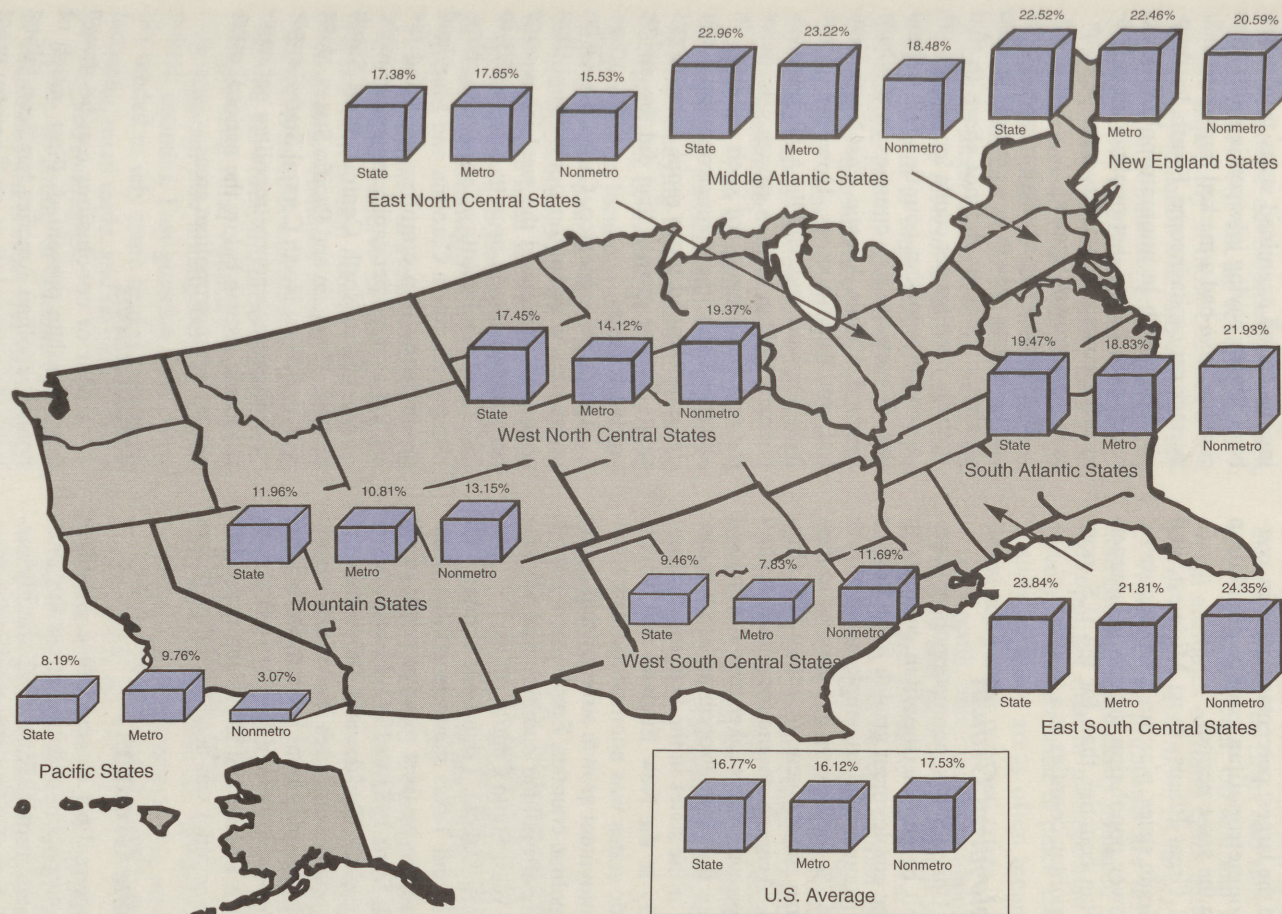 22.52% 22.46% 20.59%
State Metro Nonmetro
New England States
22.96% 23.22% 18.48%
State Metro Nonmetro
Middle Atlantic States
17.38% 17.65% 15.53%
State Metro Nonmetro
East North Central States
17.45% 14.12% 19.37%
State Metro Nonmetro
West North Central States
19.47% 18.83% 21.93%
State Metro Nonmetro
South Atlantic States
11.96% 10.81% 13.15%
State Metro Nonmetro
Mountain States
9.46% 7.83% 11.69%
State Metro Nonmetro
West South Central States
23.84% 21.81% 24.35%
State Metro Nonmetro
East South Central States
8.19% 9.76% 3.07%
State Metro Nonmetro
Pacific States
16.77% 16.12% 17.53%
State Metro Nonmetro
U.S. Average